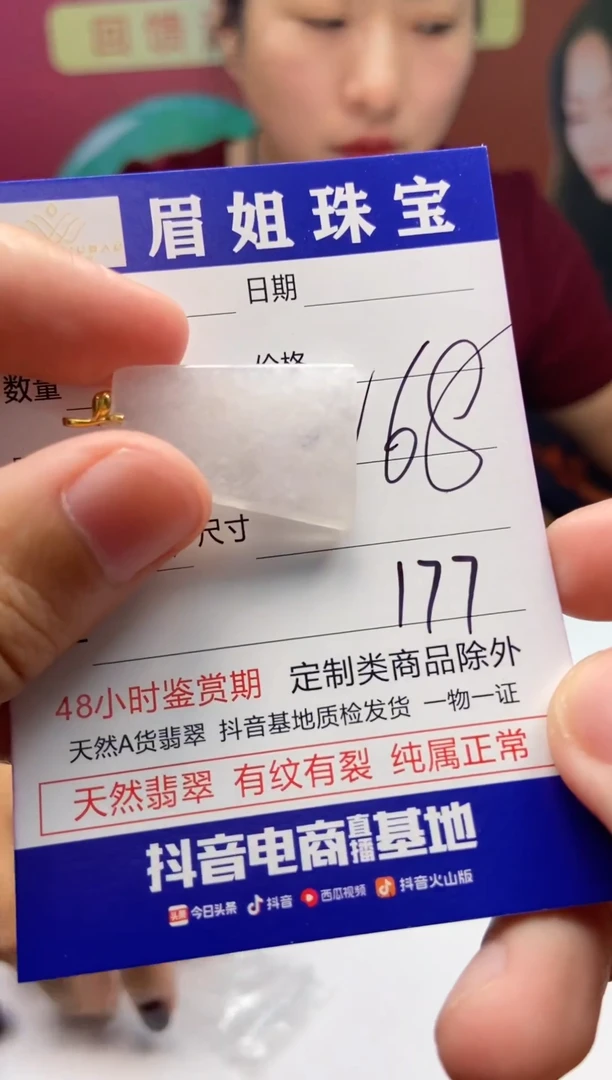 回馈
眉姐珠宝
日期
价格
数量
168
尺寸
177
48小时鉴赏期 定制类商品除外
天然A货翡翠 抖音基地质检发货 一物一证
天然翡翠 有纹有裂 纯属正常
抖音电商直播基地
头条 今日头条 抖音 西瓜视频 抖音火山版